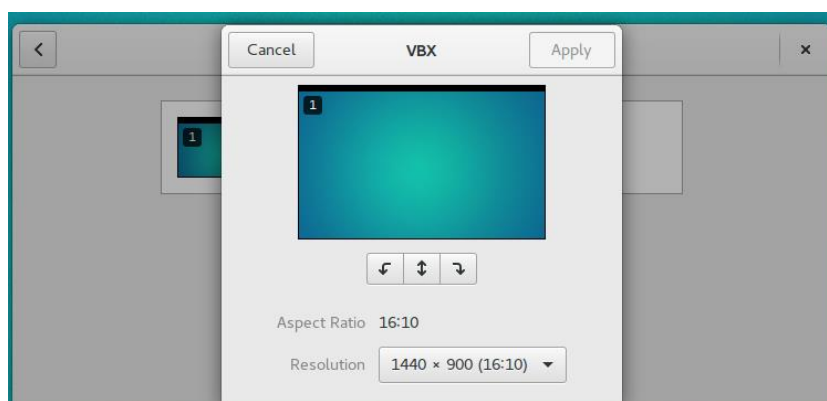 Cancel VBX Apply
1
1
Aspect Ratio 16:10
Resolution 1440 × 900 (16:10)